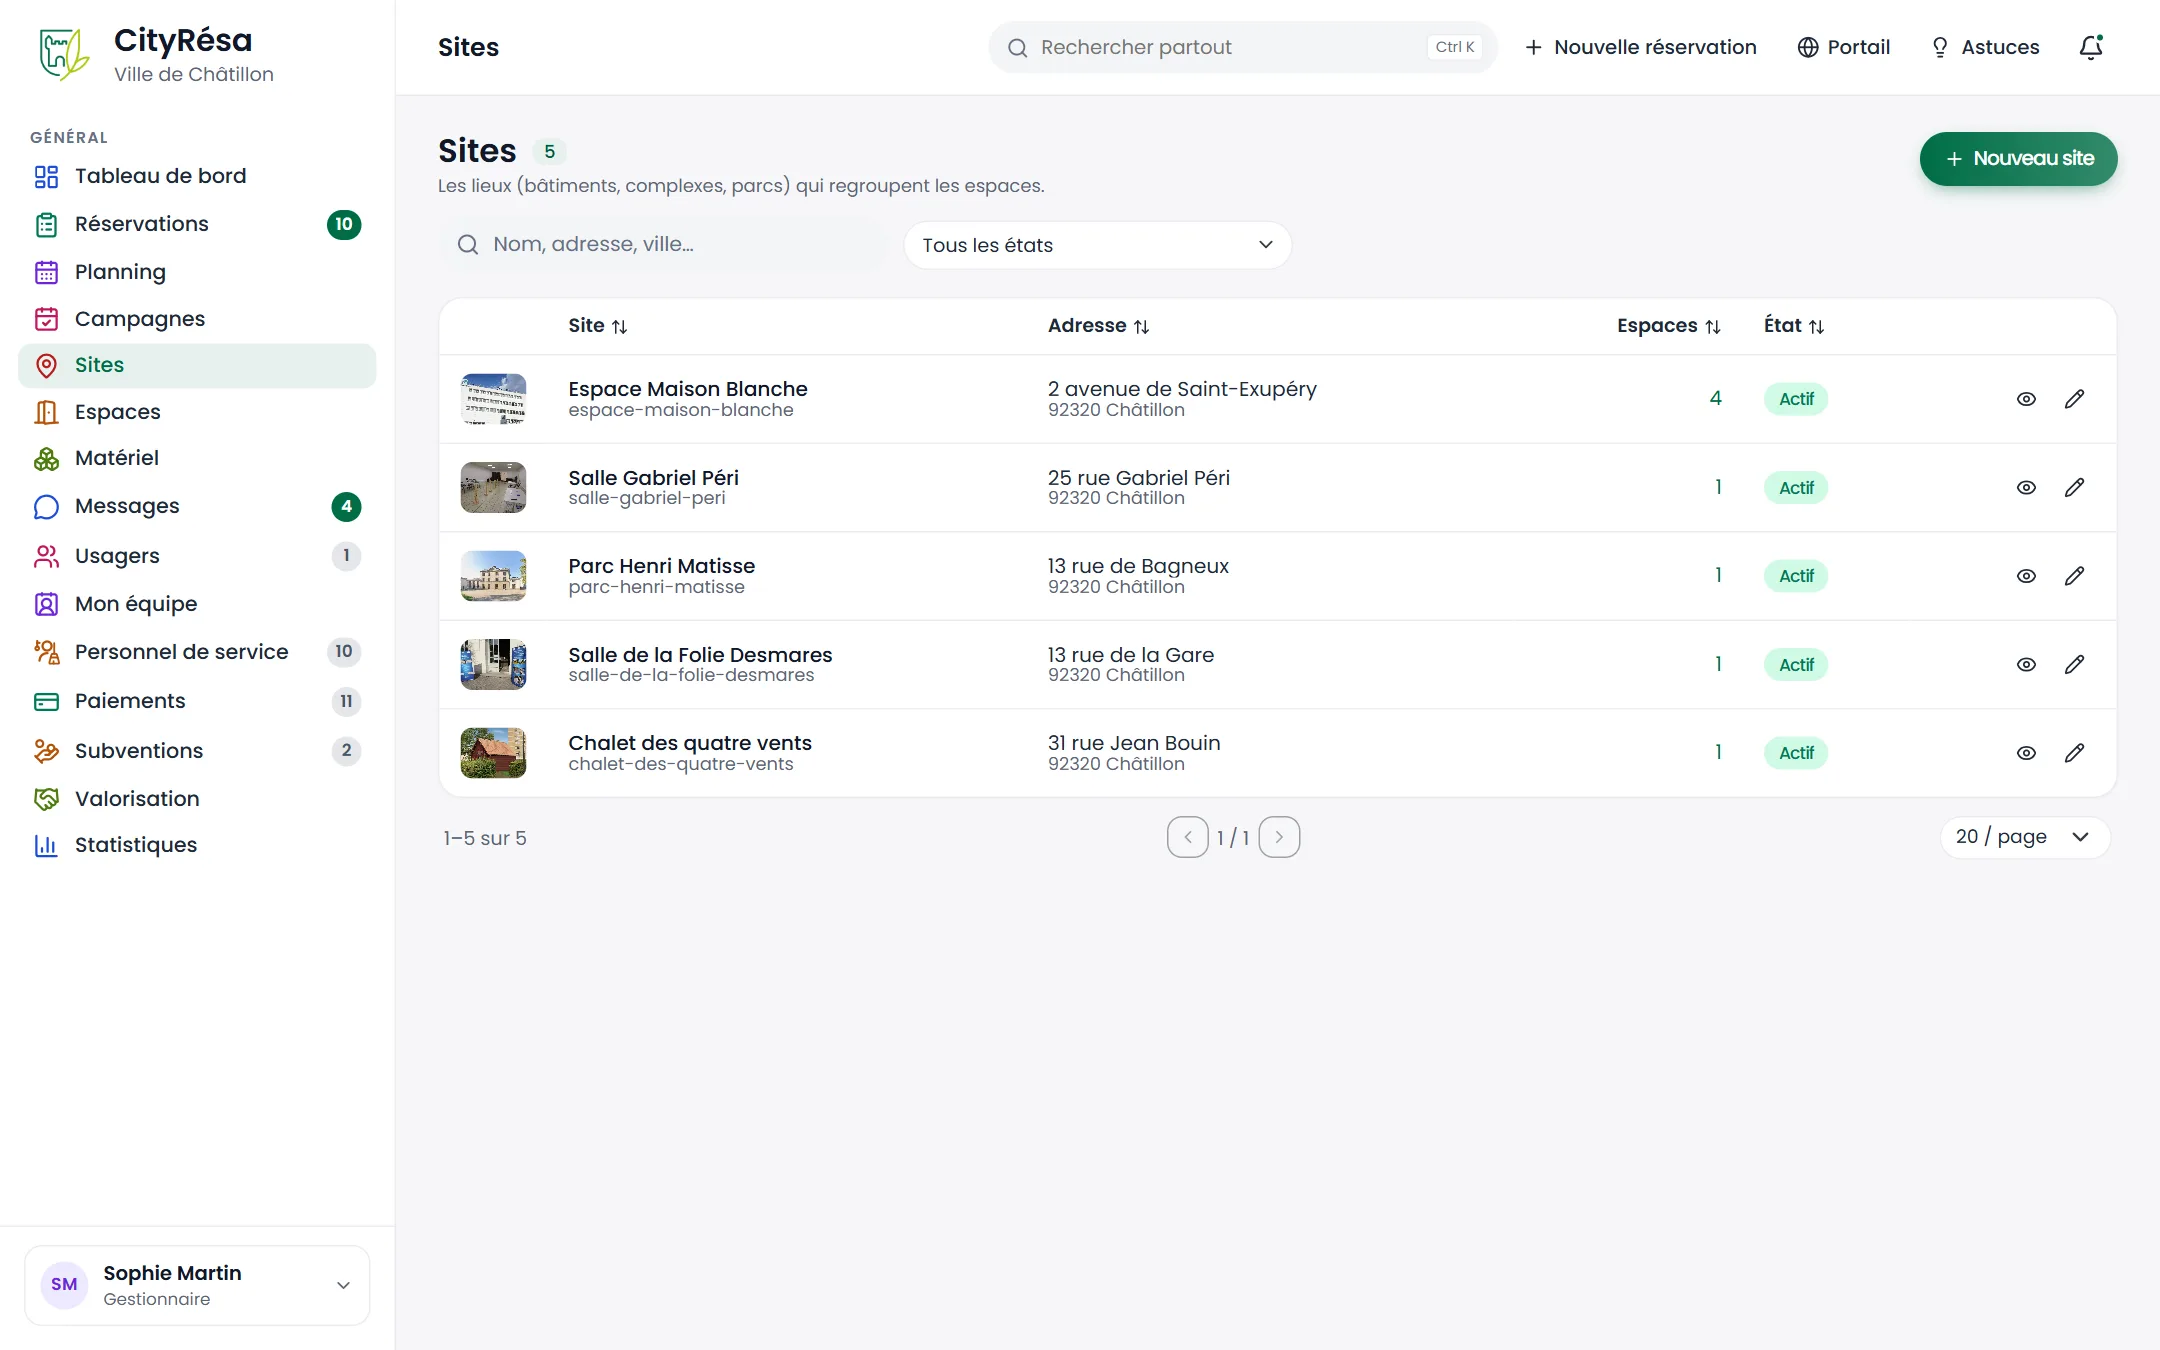 CityRésa
Ville de Châtillon
GÉNÉRAL
Tableau de bord
Réservations 10
Planning
Campagnes
Sites
Espaces
Matériel
Messages 4
Usagers 1
Mon équipe
Personnel de service 10
Paiements 11
Subventions 2
Valorisation
Statistiques
SM
Sophie Martin
Gestionnaire
Sites
Rechercher partout Ctrl K
Nouvelle réservation
Portail
Astuces
Sites 5
Les lieux (bâtiments, complexes, parcs) qui regroupent les espaces.
+ Nouveau site
Nom, adresse, ville...
Tous les états
Site Adresse Espaces État
Espace Maison Blanche
espace-maison-blanche
2 avenue de Saint-Exupéry
92320 Châtillon
4
Actif
Salle Gabriel Péri
salle-gabriel-peri
25 rue Gabriel Péri
92320 Châtillon
1
Actif
Parc Henri Matisse
parc-henri-matisse
13 rue de Bagneux
92320 Châtillon
1
Actif
Salle de la Folie Desmares
salle-de-la-folie-desmares
13 rue de la Gare
92320 Châtillon
1
Actif
Chalet des quatre vents
chalet-des-quatre-vents
31 rue Jean Bouin
92320 Châtillon
1
Actif
1–5 sur 5
1 / 1
20 / page